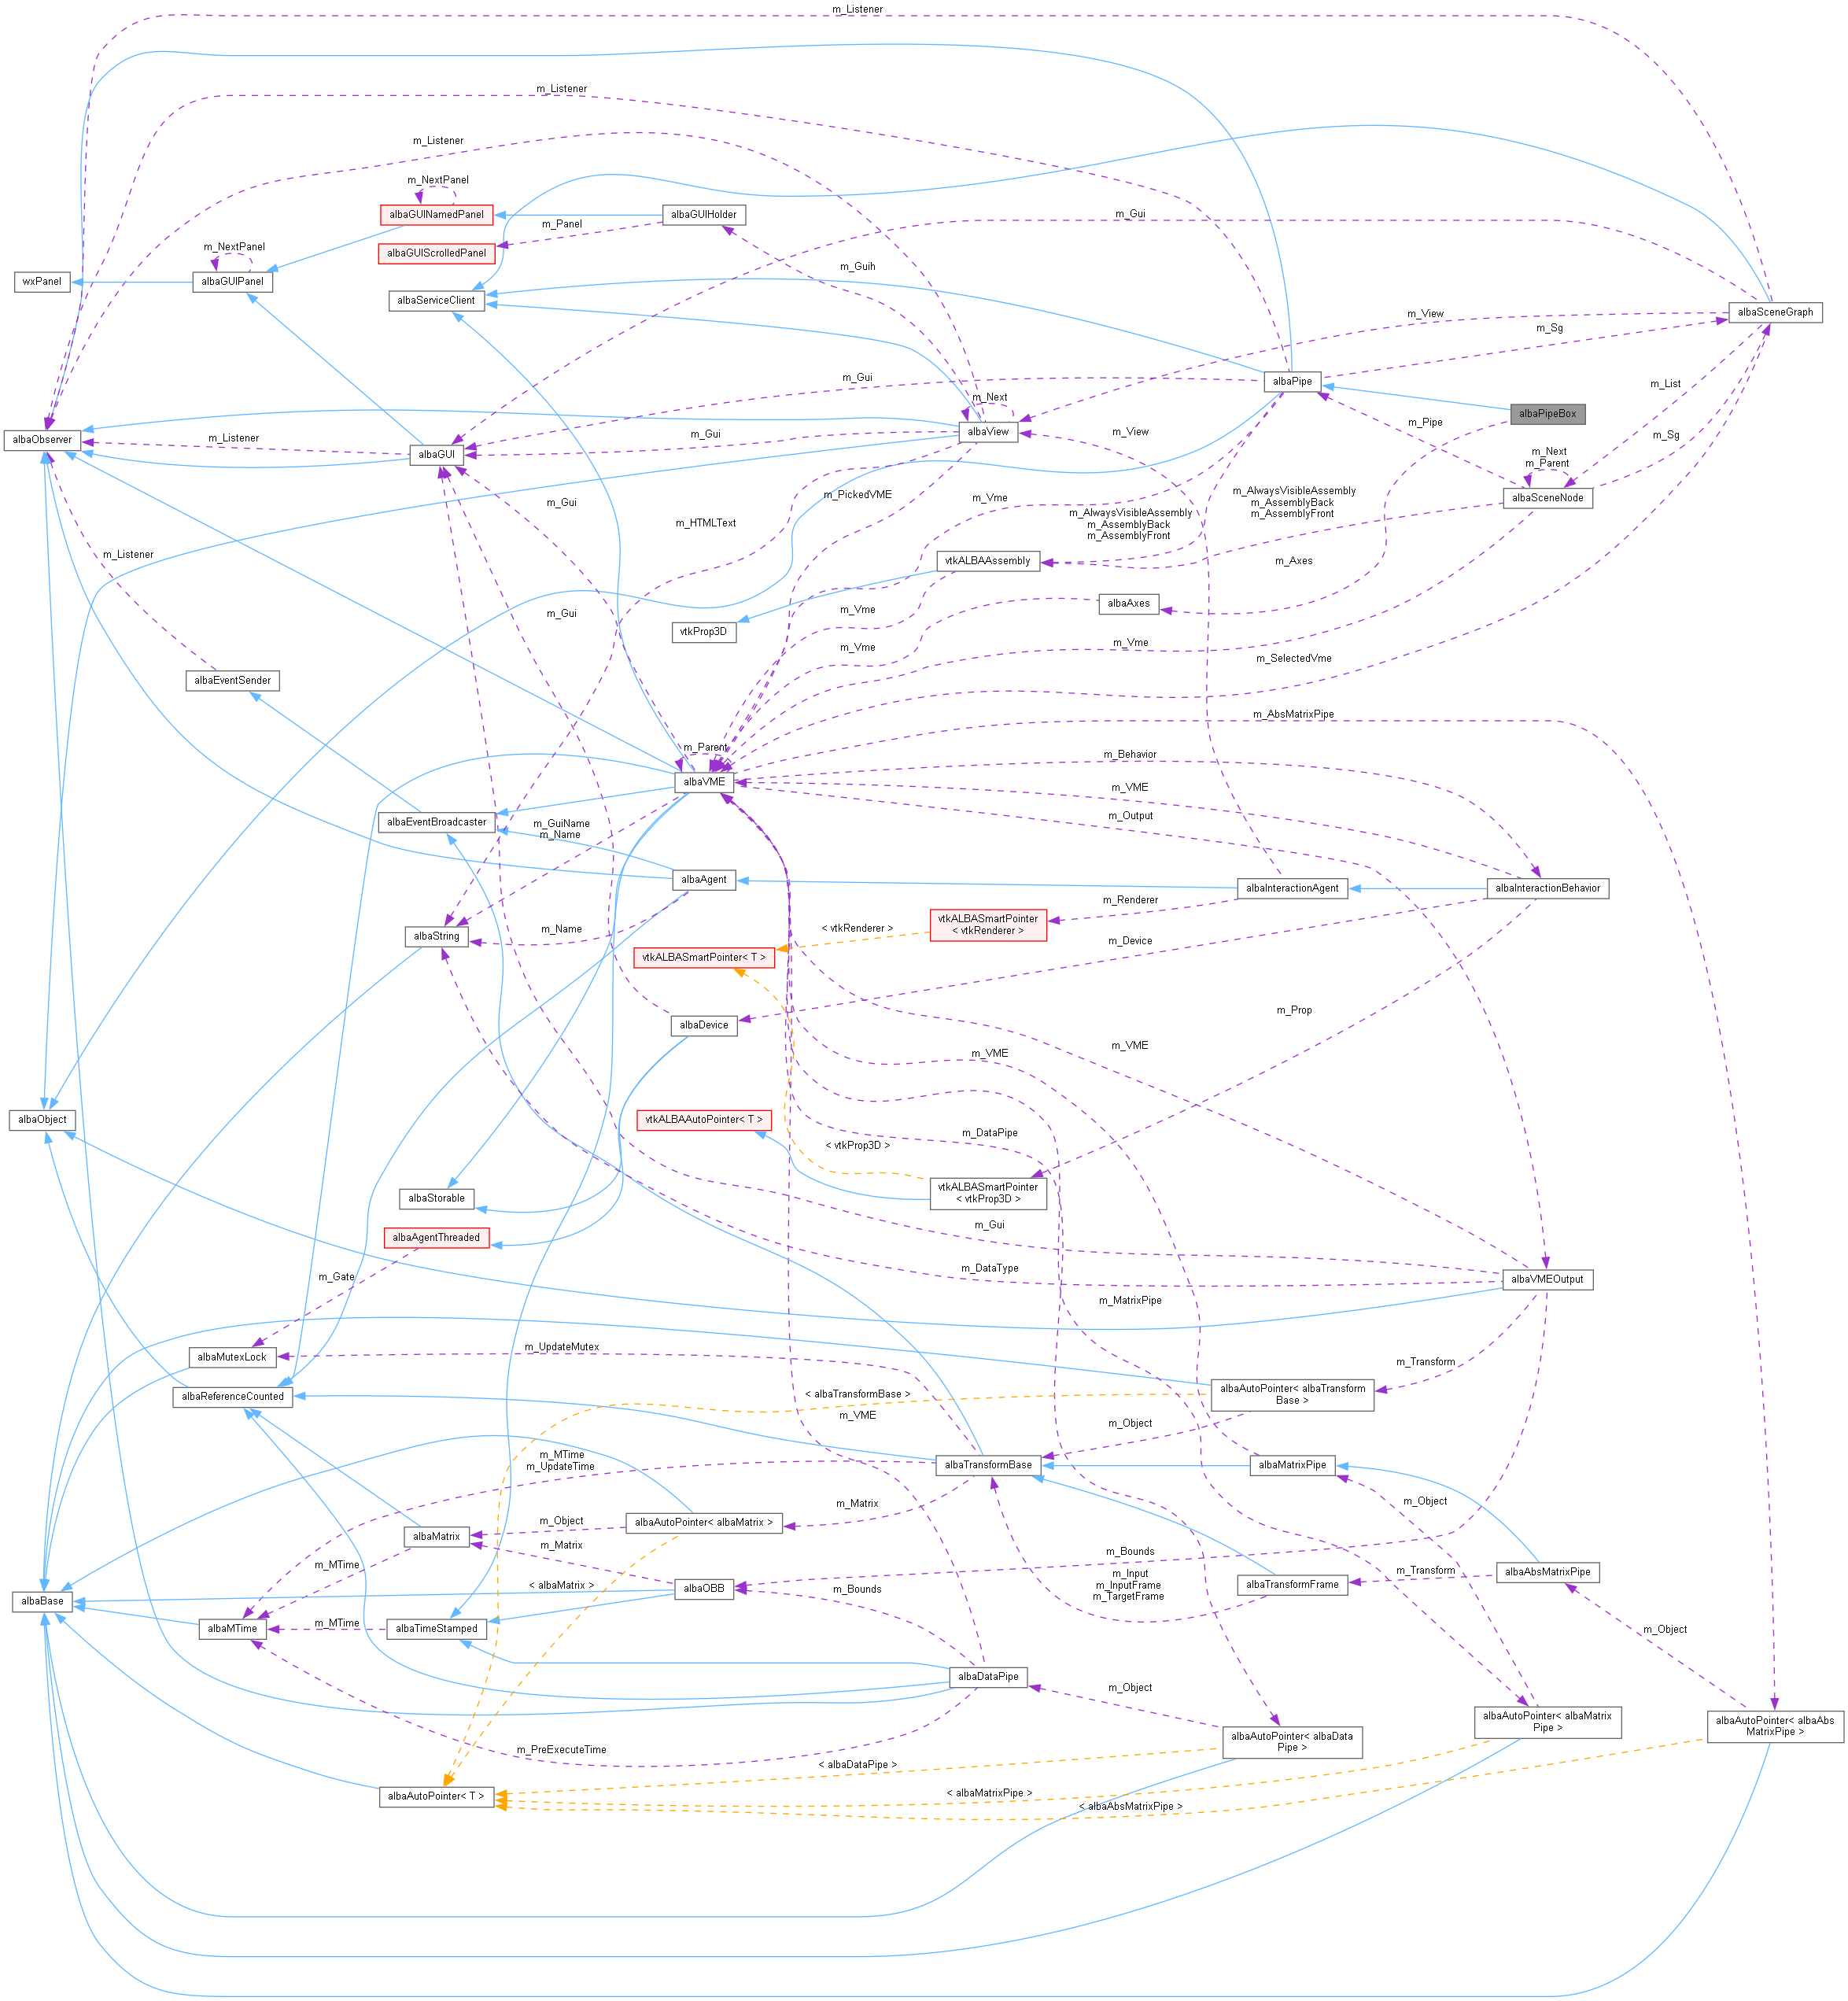 m_Listener
m_Listener
m_Listener
m_NextPanel
albaGUINamedPanel
albaGUIHolder
m_Gui
m_Panel
m_NextPanel
albaGUIScrolledPanel
m_Guih
wxPanel
albaGUIPanel
albaServiceClient
m_View
albaSceneGraph
m_Sg
m_Gui
albaPipe
m_List
m_Next
albaPipeBox
m_Pipe
albaObserver
m_Listener
m_Gui
albaView
m_View
m_Sg
albaGUI
m_Next
m_Parent
m_Gui
m_PickedVME
m_Vme
m_AlwaysVisibleAssembly
m_AssemblyBack
m_AssemblyFront
albaSceneNode
m_HTMLText
m_AlwaysVisibleAssembly
m_AssemblyBack
m_AssemblyFront
m_Listener
vtkALBAAssembly
m_Axes
m_Gui
m_Vme
albaAxes
vtkProp3D
m_Vme
m_Vme
m_SelectedVme
albaEventSender
m_AbsMatrixPipe
m_Parent
m_Behavior
albaVME
m_VME
albaEventBroadcaster
m_GuiName
m_Name
m_Output
albaAgent
albaInteractionAgent
albaInteractionBehavior
m_Renderer
vtkALBASmartPointer
< vtkRenderer >
albaString
m_Name
< vtkRenderer >
m_Device
vtkALBASmartPointer< T >
m_Prop
albaDevice
m_VME
m_VME
albaObject
vtkALBAAutoPointer< T >
m_DataPipe
< vtkProp3D >
albaStorable
vtkALBASmartPointer
< vtkProp3D >
albaAgentThreaded
m_Gui
m_Gate
m_DataType
albaVMEOutput
m_MatrixPipe
albaMutexLock
m_UpdateMutex
m_Transform
albaReferenceCounted
< albaTransformBase >
albaAutoPointer< albaTransform
Base >
m_VME
m_Object
m_MTime
m_UpdateTime
albaTransformBase
albaMatrixPipe
m_Matrix
m_Object
m_Object
albaAutoPointer< albaMatrix >
albaMatrix
m_Matrix
m_Bounds
m_MTime
m_Input
m_InputFrame
m_TargetFrame
m_Transform
albaAbsMatrixPipe
< albaMatrix >
albaOBB
m_Bounds
albaTransformFrame
albaBase
albaMTime
m_MTime
albaTimeStamped
m_Object
albaDataPipe
m_Object
albaAutoPointer< albaMatrix
Pipe >
albaAutoPointer< albaAbs
MatrixPipe >
m_PreExecuteTime
albaAutoPointer< albaData
Pipe >
< albaDataPipe >
albaAutoPointer< T >
< albaMatrixPipe >
< albaAbsMatrixPipe >